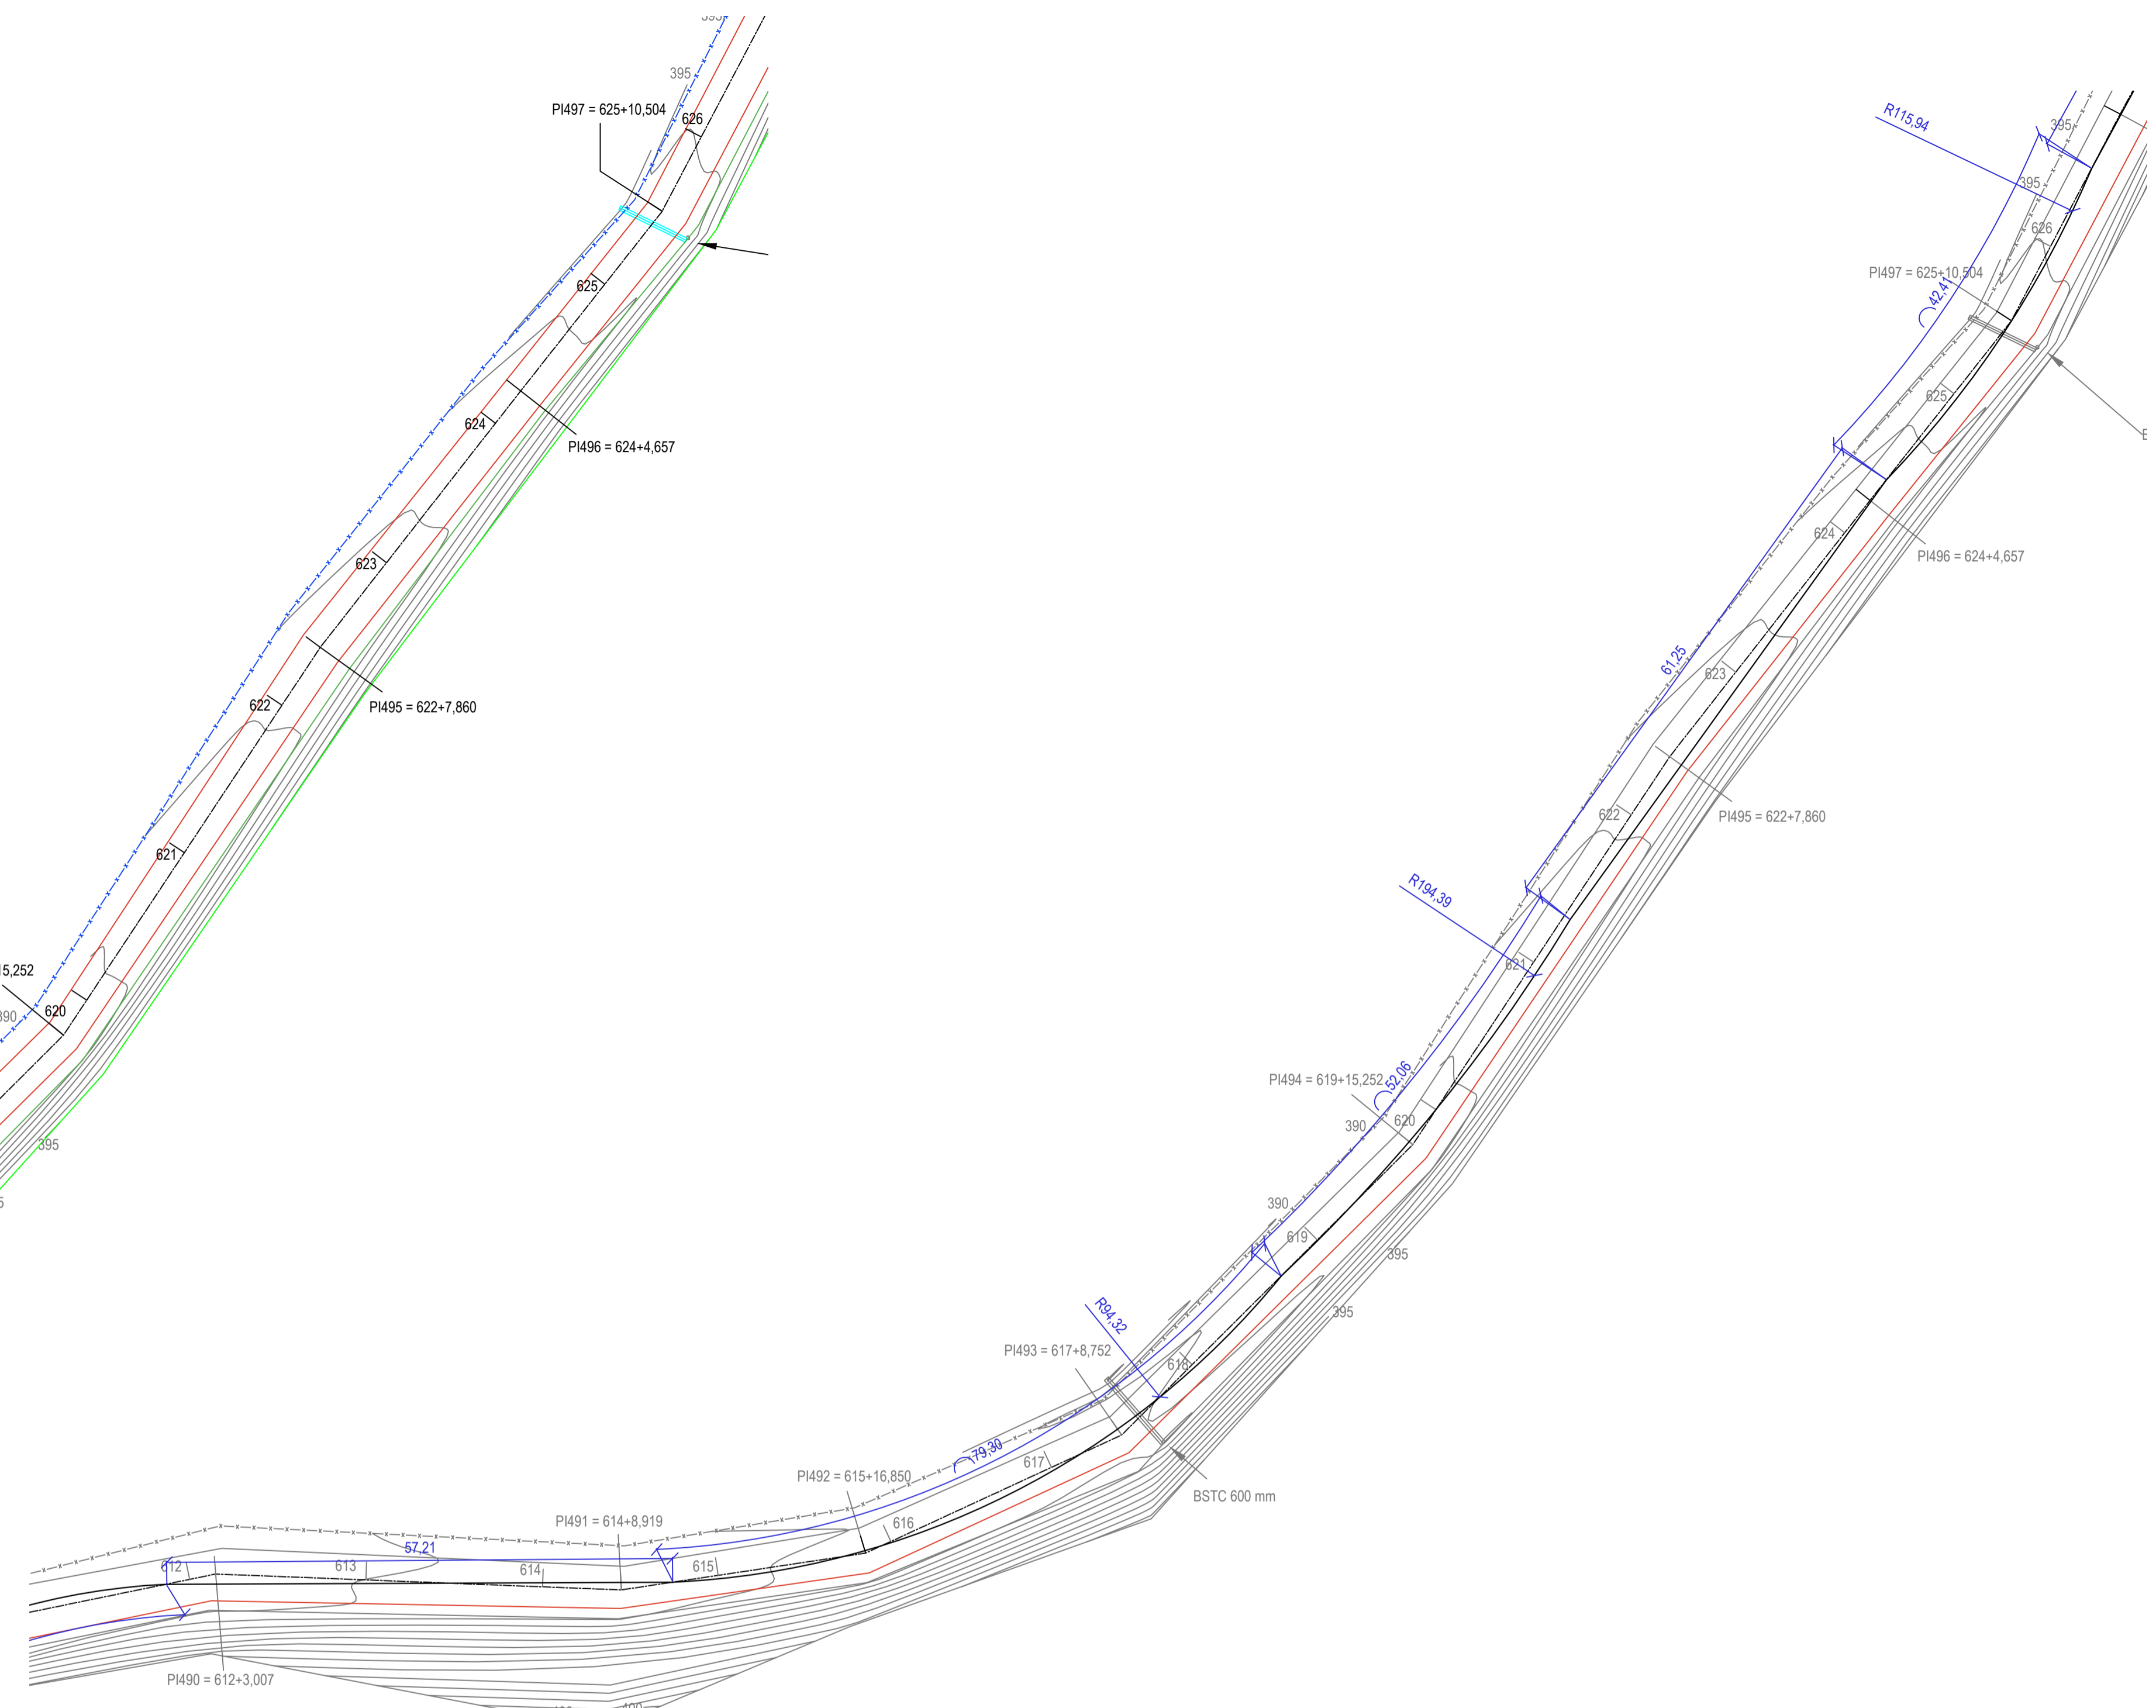 395
PI497 = 625+10,504
626
625
624
PI496 = 624+4,657
623
PI495 = 622+7,860
622
621
15,252
620
390
395
R115,94
395
395
626
PI497 = 625+10,504
42,41
625
624
PI496 = 624+4,657
61,25
623
622
PI495 = 622+7,860
R194,39
621
52,06
PI494 = 619+15,252
620
390
390
619
395
R94,32
395
PI493 = 617+8,752
618
79,30
617
PI492 = 615+16,850
BSTC 600 mm
616
PI491 = 614+8,919
57,21
612
613
614
615
PI490 = 612+3,007